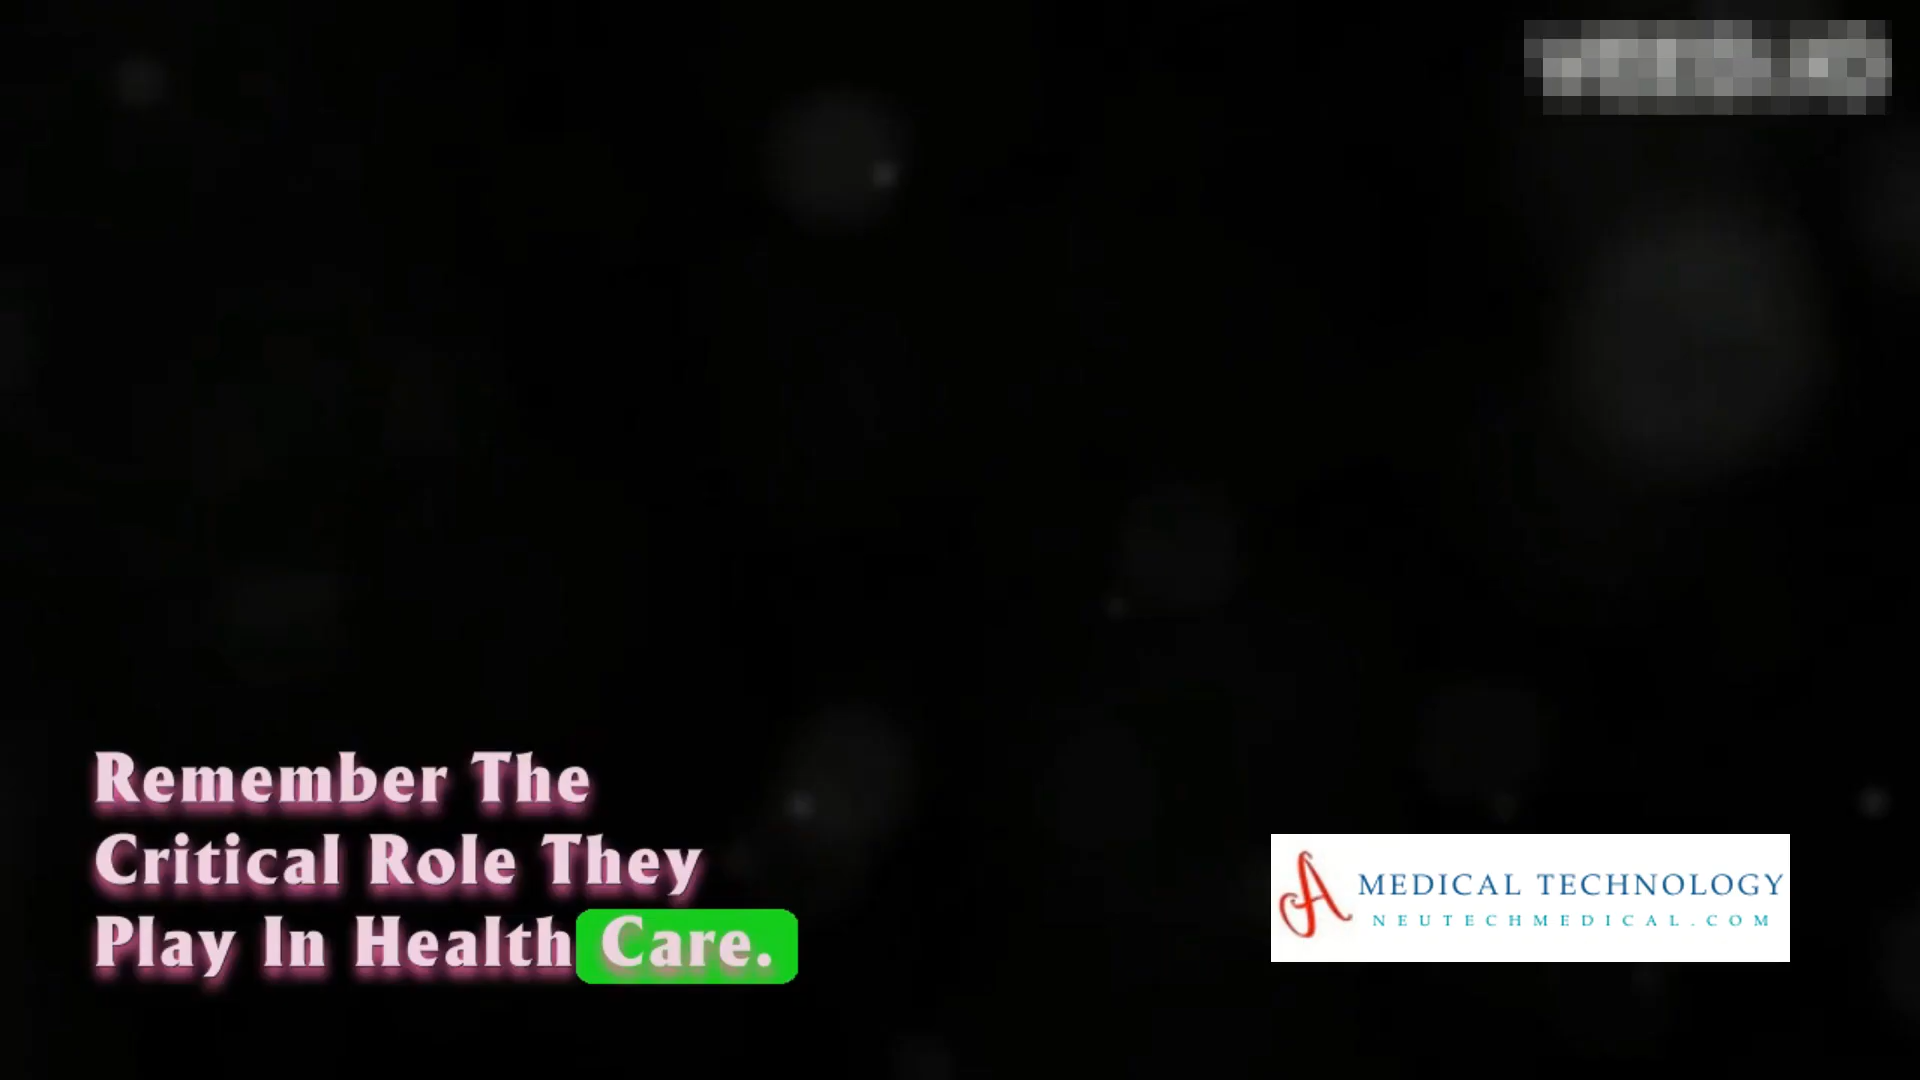 Remember The
Critical Role They
Play In Health Care.
A MEDICAL TECHNOLOGY
NEUTECHMEDICAL.COM